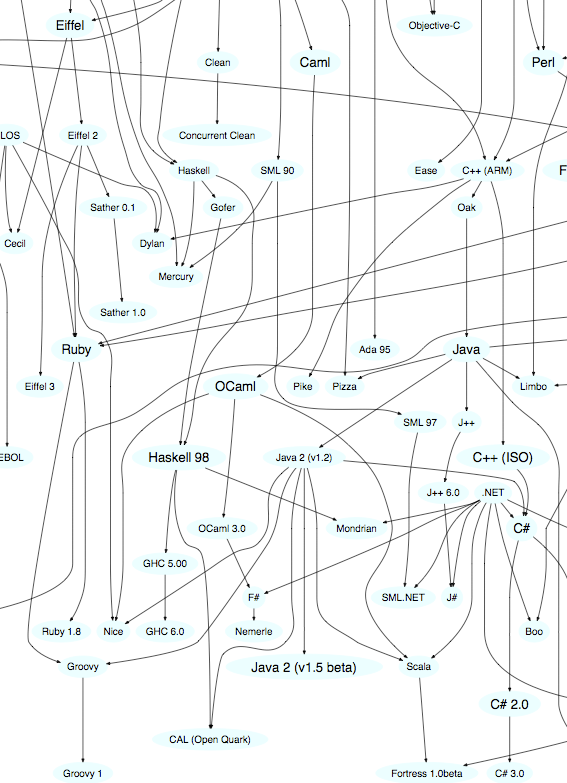 Eiffel
Objective-C
Clean
Caml
Perl
LOS
Eiffel 2
Concurrent Clean
Haskell
SML 90
Ease
C++ (ARM)
F
Sather 0.1
Gofer
Oak
Cecil
Dylan
Mercury
Sather 1.0
Ruby
Ada 95
Java
Eiffel 3
OCaml
Pike
Pizza
Limbo
SML 97
J++
EBOL
Haskell 98
Java 2 (v1.2)
C++ (ISO)
J++ 6.0
.NET
OCaml 3.0
Mondrian
C#
GHC 5.00
F#
SML.NET
J#
Ruby 1.8
Nice
GHC 6.0
Nemerle
Boo
Groovy
Java 2 (v1.5 beta)
Scala
C# 2.0
CAL (Open Quark)
Groovy 1
Fortress 1.0beta
C# 3.0